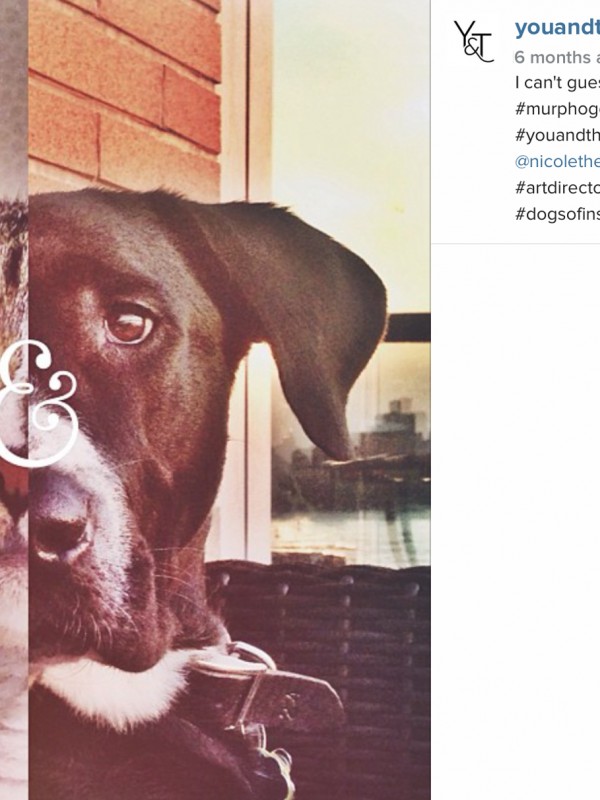 &
Y&T
youandt
6 months a
I can't gues
#murphog
#youandth
@nicolethe
#artdirecto
#dogsofins